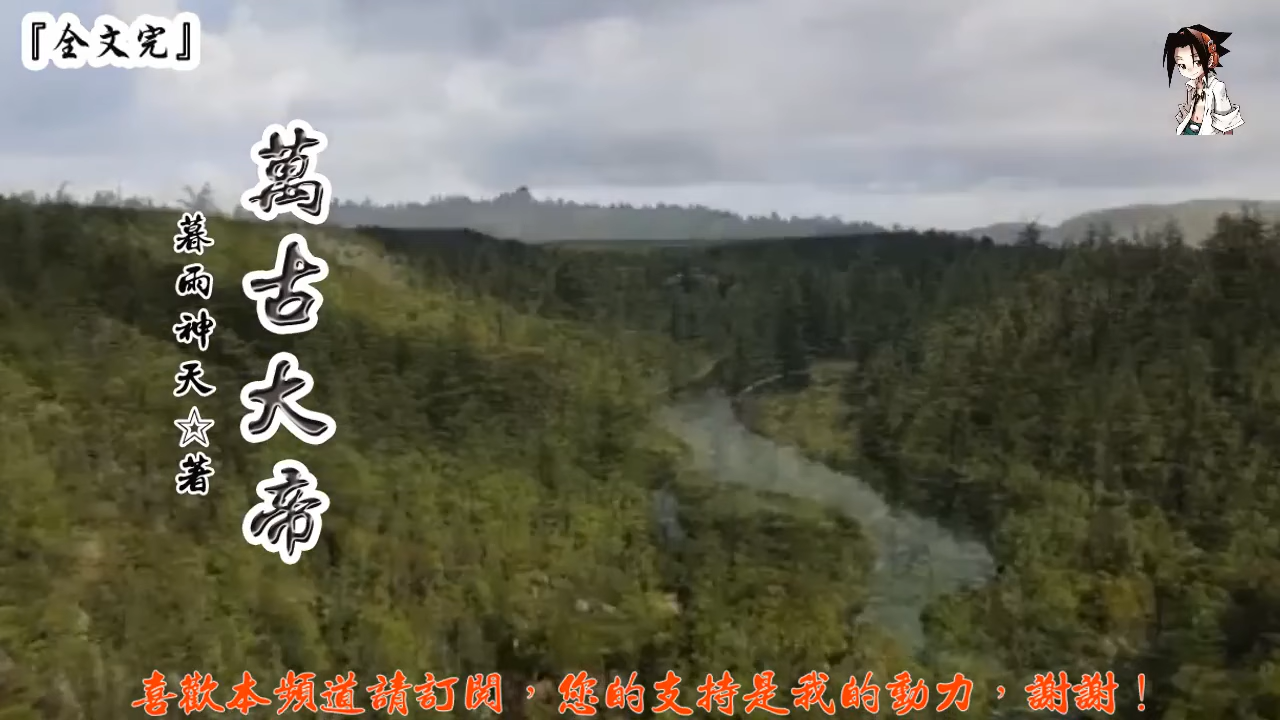 『全文完』
萬古大帝
暮雨神天☆著
喜歡本頻道請訂閱，您的支持是我的動力，謝謝！